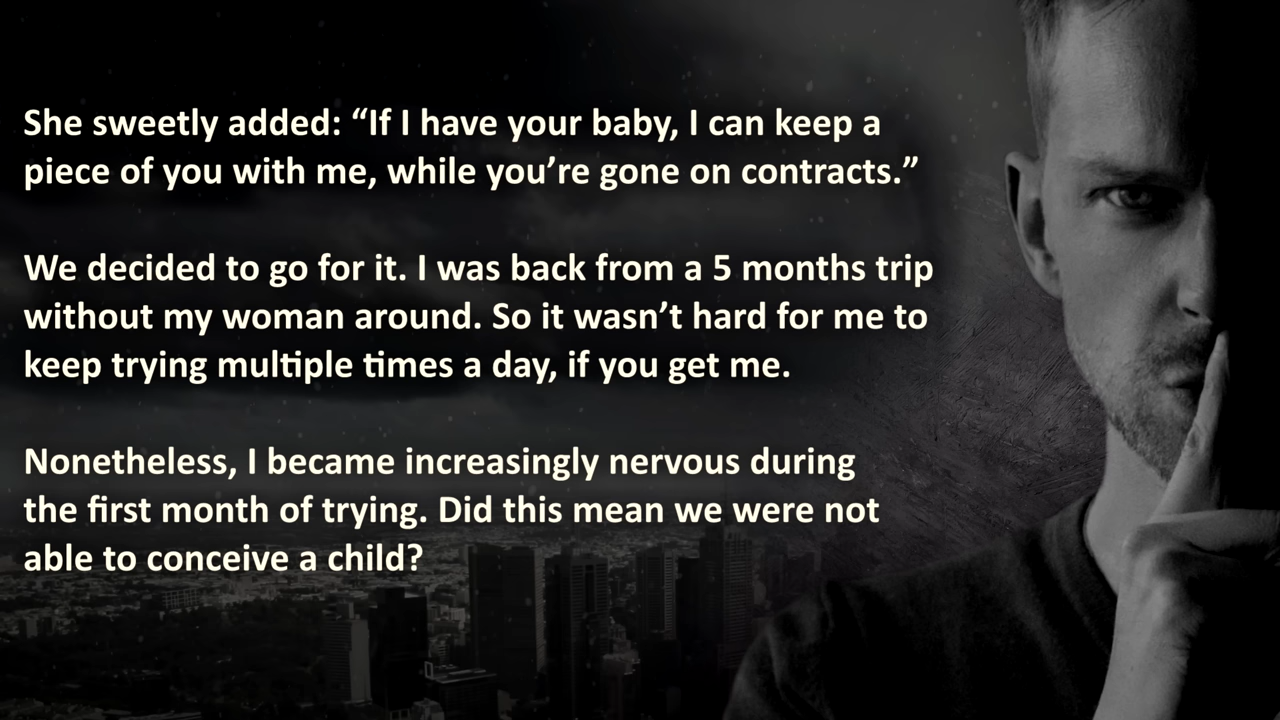 She sweetly added: “If I have your baby, I can keep a
piece of you with me, while you’re gone on contracts.”
We decided to go for it. I was back from a 5 months trip
without my woman around. So it wasn’t hard for me to
keep trying multiple times a day, if you get me.
Nonetheless, I became increasingly nervous during
the first month of trying. Did this mean we were not
able to conceive a child?